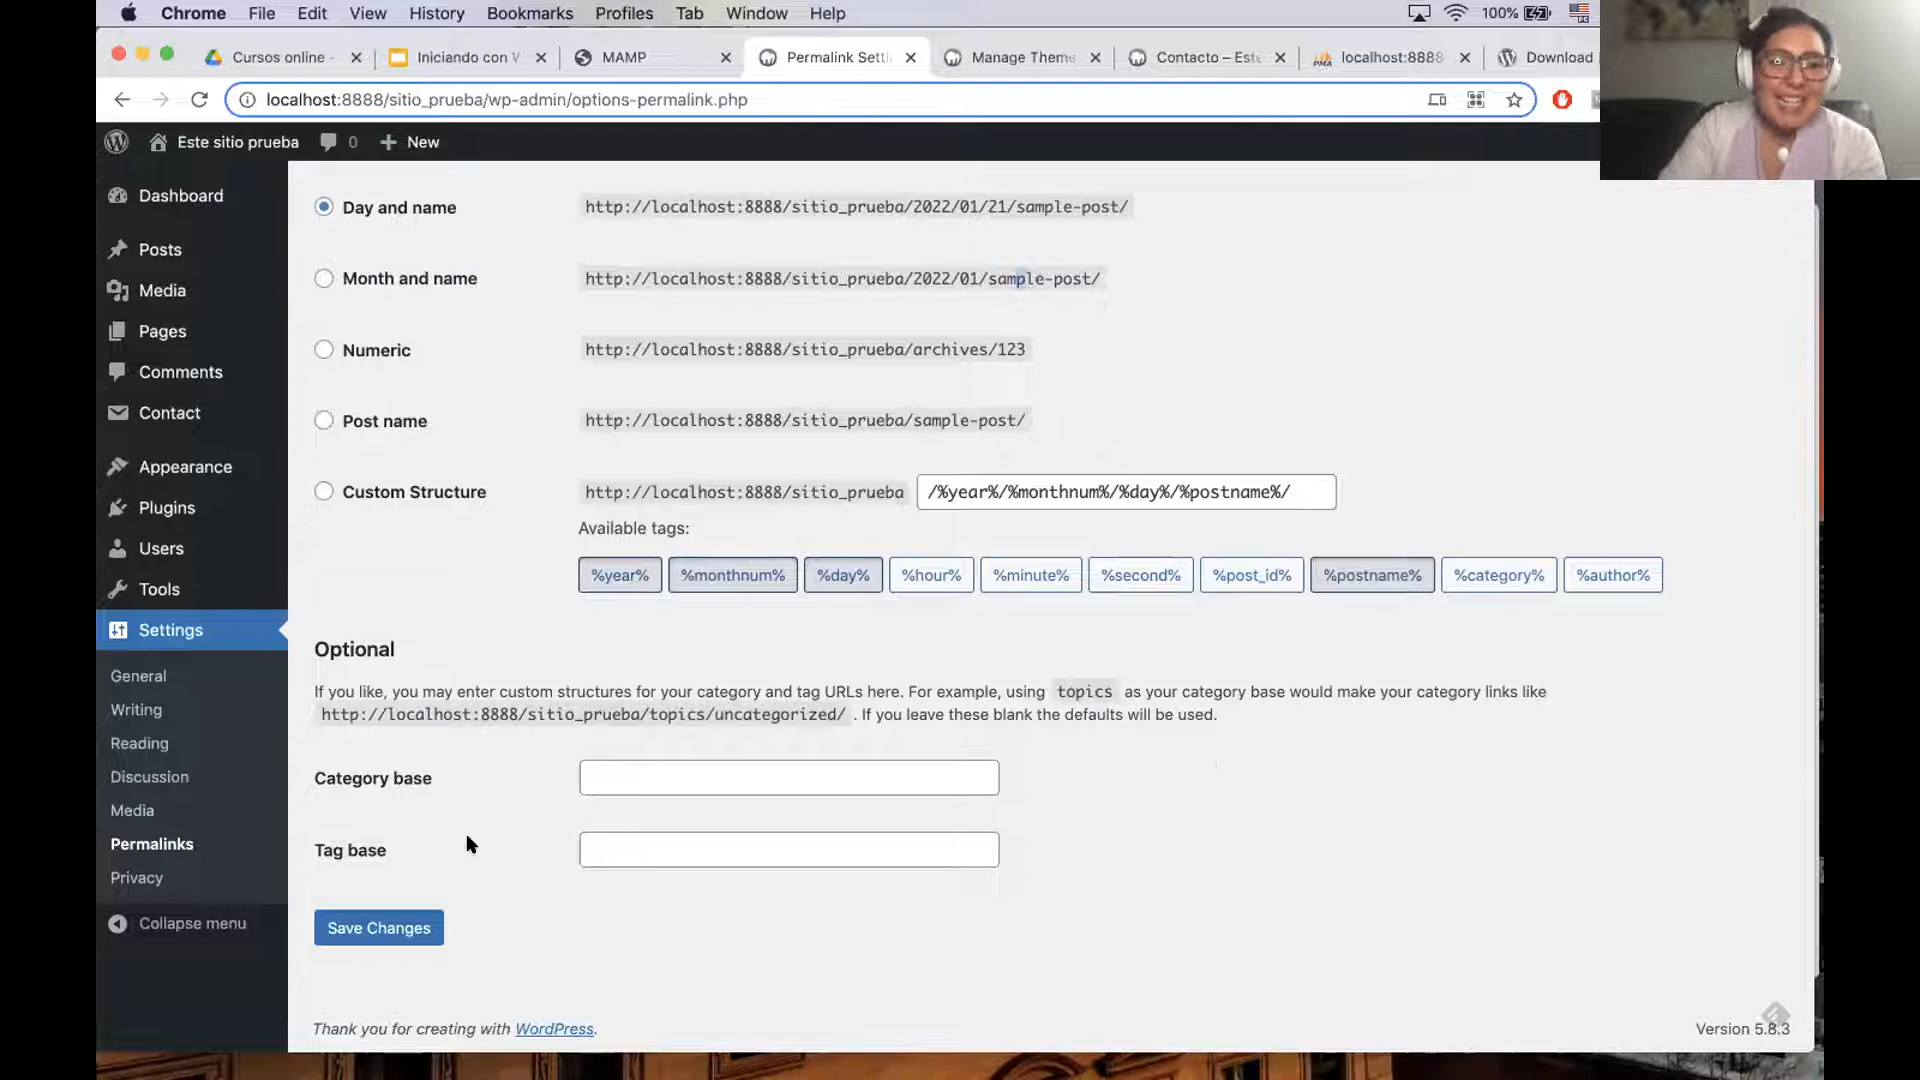 Chrome File Edit View History Bookmarks Profiles Tab Window Help 100%
Cursos online - Iniciando con MAMP Permalink Setti Manage Theme Contacto – Este localhost:8888 Download
localhost:8888/sitio_prueba/wp-admin/options-permalink.php
Este sitio prueba 0 New
Dashboard
Posts
Media
Pages
Comments
Contact
Appearance
Plugins
Users
Tools
Settings
General
Writing
Reading
Discussion
Media
Permalinks
Privacy
Collapse menu
Day and name http://localhost:8888/sitio_prueba/2022/01/21/sample-post/
Month and name http://localhost:8888/sitio_prueba/2022/01/sample-post/
Numeric http://localhost:8888/sitio_prueba/archives/123
Post name http://localhost:8888/sitio_prueba/sample-post/
Custom Structure http://localhost:8888/sitio_prueba /%year%/%monthnum%/%day%/%postname%/
Available tags:
%year% %monthnum% %day% %hour% %minute% %second% %post_id% %postname% %category% %author%
Optional
If you like, you may enter custom structures for your category and tag URLs here. For example, using topics as your category base would make your category links like
http://localhost:8888/sitio_prueba/topics/uncategorized/ . If you leave these blank the defaults will be used.
Category base
Tag base
Save Changes
Thank you for creating with WordPress.
Version 5.8.3